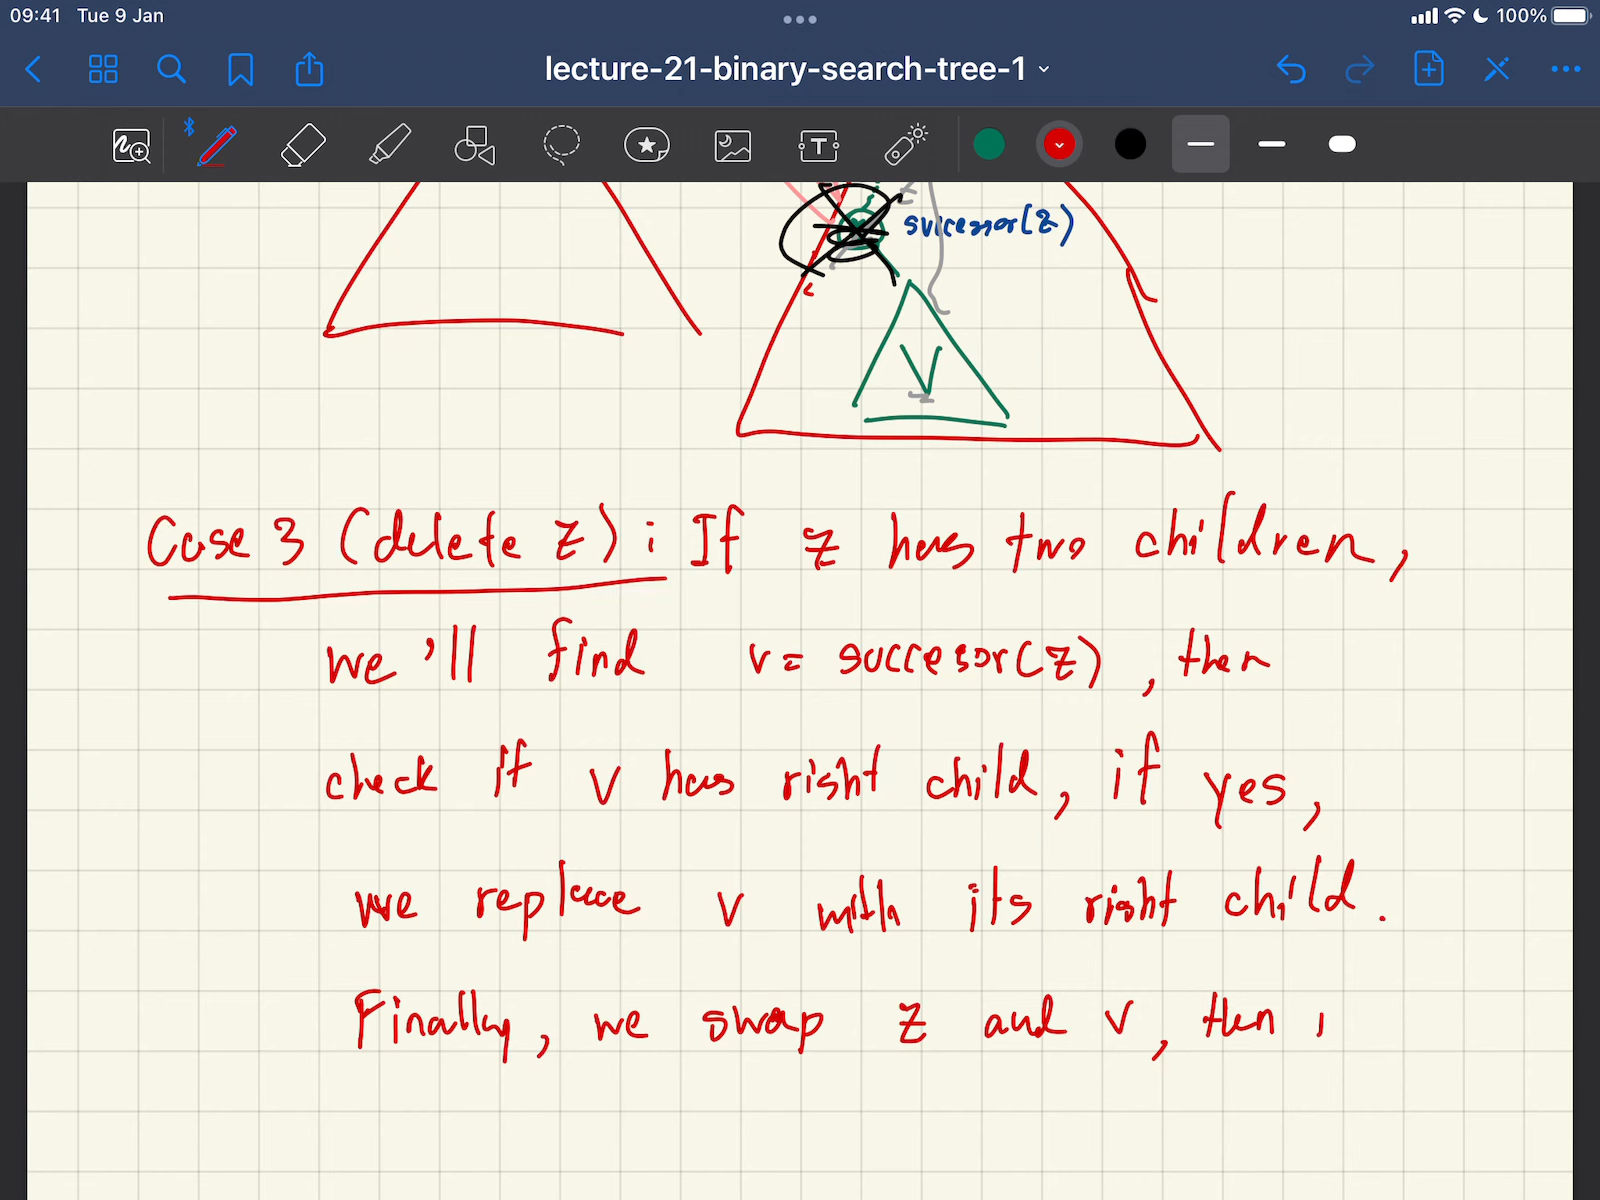 09:41 Tue 9 Jan
100%
lecture-21-binary-search-tree-1
T
successor(z)
V
Case 3 (delete z) : If z has two children,
we'll find v = succesor(z), then
check if v has right child, if yes,
we replace v with its right child.
Finally, we swap z and v, then